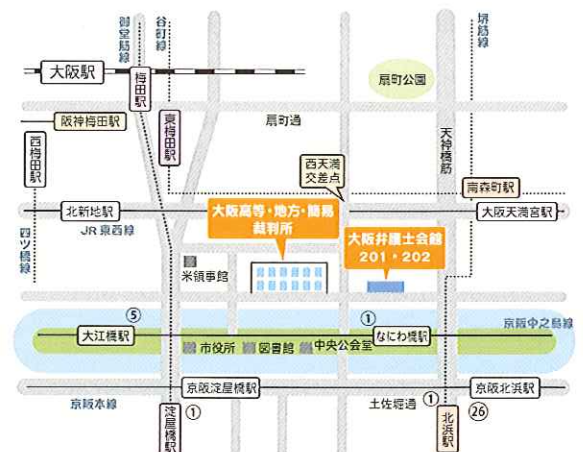 御堂筋線
谷町線
堺筋線
大阪駅
梅田駅
扇町公園
阪神梅田駅
東梅田駅
扇町通
天神橋筋
西梅田駅
西天満
交差点
南森町駅
北新地駅
大阪高等・地方・簡易
裁判所
大阪天満宮駅
JR東西線
大阪弁護士会館
201・202
四ツ橋線
米領事館
⑤
①
京阪中之島線
大江橋駅
なにわ橋駅
市役所
図書館
中央公会堂
京阪淀屋橋駅
京阪北浜駅
京阪本線
土佐堀通
淀屋橋駅
①
①
北浜駅
㉖